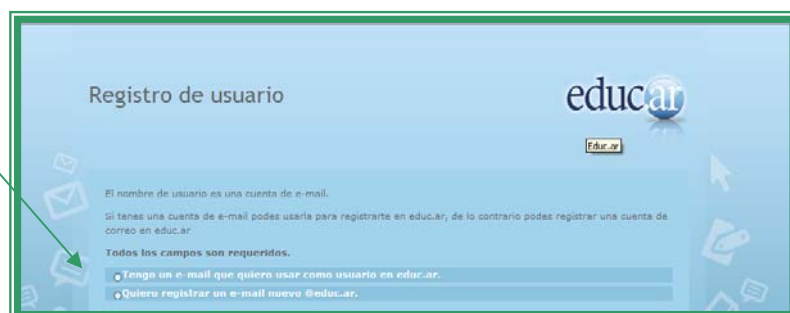 Registro de usuario
educ.ar
Educ.ar
El nombre de usuario es una cuenta de e-mail.
Si tenes una cuenta de e-mail podes usarla para registrarte en educ.ar, de lo contrario podes registrar una cuenta de
correo en educ.ar
Todos los campos son requeridos.
Tengo un e-mail que quiero usar como usuario en educ.ar.
Quiero registrar un e-mail nuevo @educ.ar.